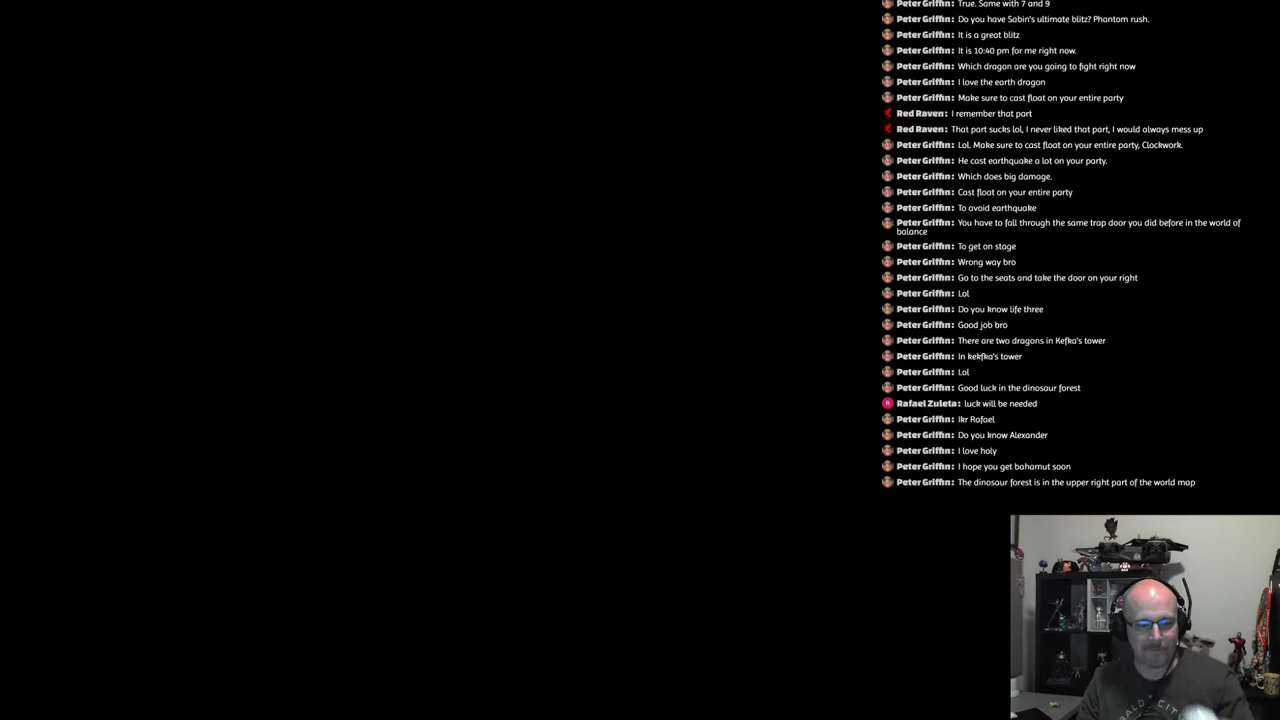 Peter Griffin: True. Same with 7 and 9
Peter Griffin: Do you have Sabin's ultimate blitz? Phantom rush.
Peter Griffin: It is a great blitz
Peter Griffin: It is 10:40 pm for me right now.
Peter Griffin: Which dragon are you going to fight right now
Peter Griffin: I love the earth dragon
Peter Griffin: Make sure to cast float on your entire party
Red Raven: I remember that part
Red Raven: That part sucks lol, I never liked that part, I would always mess up
Peter Griffin: Lol. Make sure to cast float on your entire party, Clockwork.
Peter Griffin: He cast earthquake a lot on your party.
Peter Griffin: Which does big damage.
Peter Griffin: Cast float on your entire party
Peter Griffin: To avoid earthquake
Peter Griffin: You have to fall through the same trap door you did before in the world of
balance
Peter Griffin: To get on stage
Peter Griffin: Wrong way bro
Peter Griffin: Go to the seats and take the door on your right
Peter Griffin: Lol
Peter Griffin: Do you know life three
Peter Griffin: Good job bro
Peter Griffin: There are two dragons in Kefka's tower
Peter Griffin: In kekfka's tower
Peter Griffin: Lol
Peter Griffin: Good luck in the dinosaur forest
R Rafael Zuleta: luck will be needed
Peter Griffin: Ikr Rafael
Peter Griffin: Do you know Alexander
Peter Griffin: I love holy
Peter Griffin: I hope you get bahamut soon
Peter Griffin: The dinosaur forest is in the upper right part of the world map